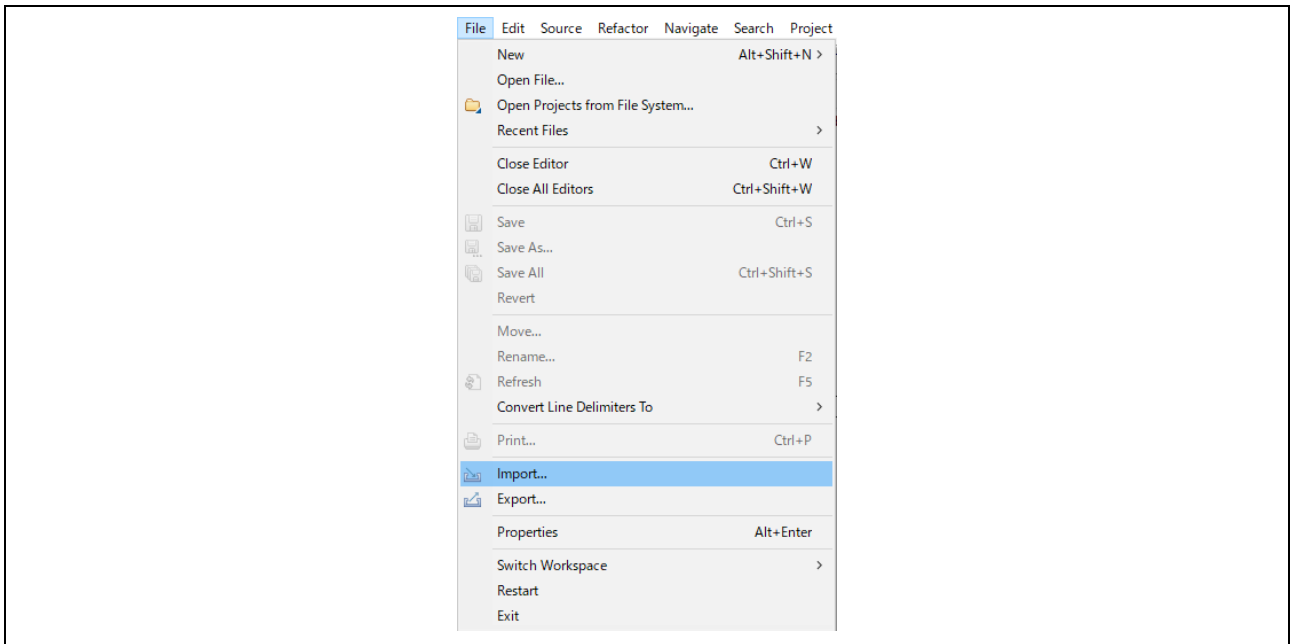 File Edit Source Refactor Navigate Search Project
New Alt+Shift+N >
Open File...
Open Projects from File System...
Recent Files >
Close Editor Ctrl+W
Close All Editors Ctrl+Shift+W
Save Ctrl+S
Save As...
Save All Ctrl+Shift+S
Revert
Move...
Rename... F2
Refresh F5
Convert Line Delimiters To >
Print... Ctrl+P
Import...
Export...
Properties Alt+Enter
Switch Workspace >
Restart
Exit